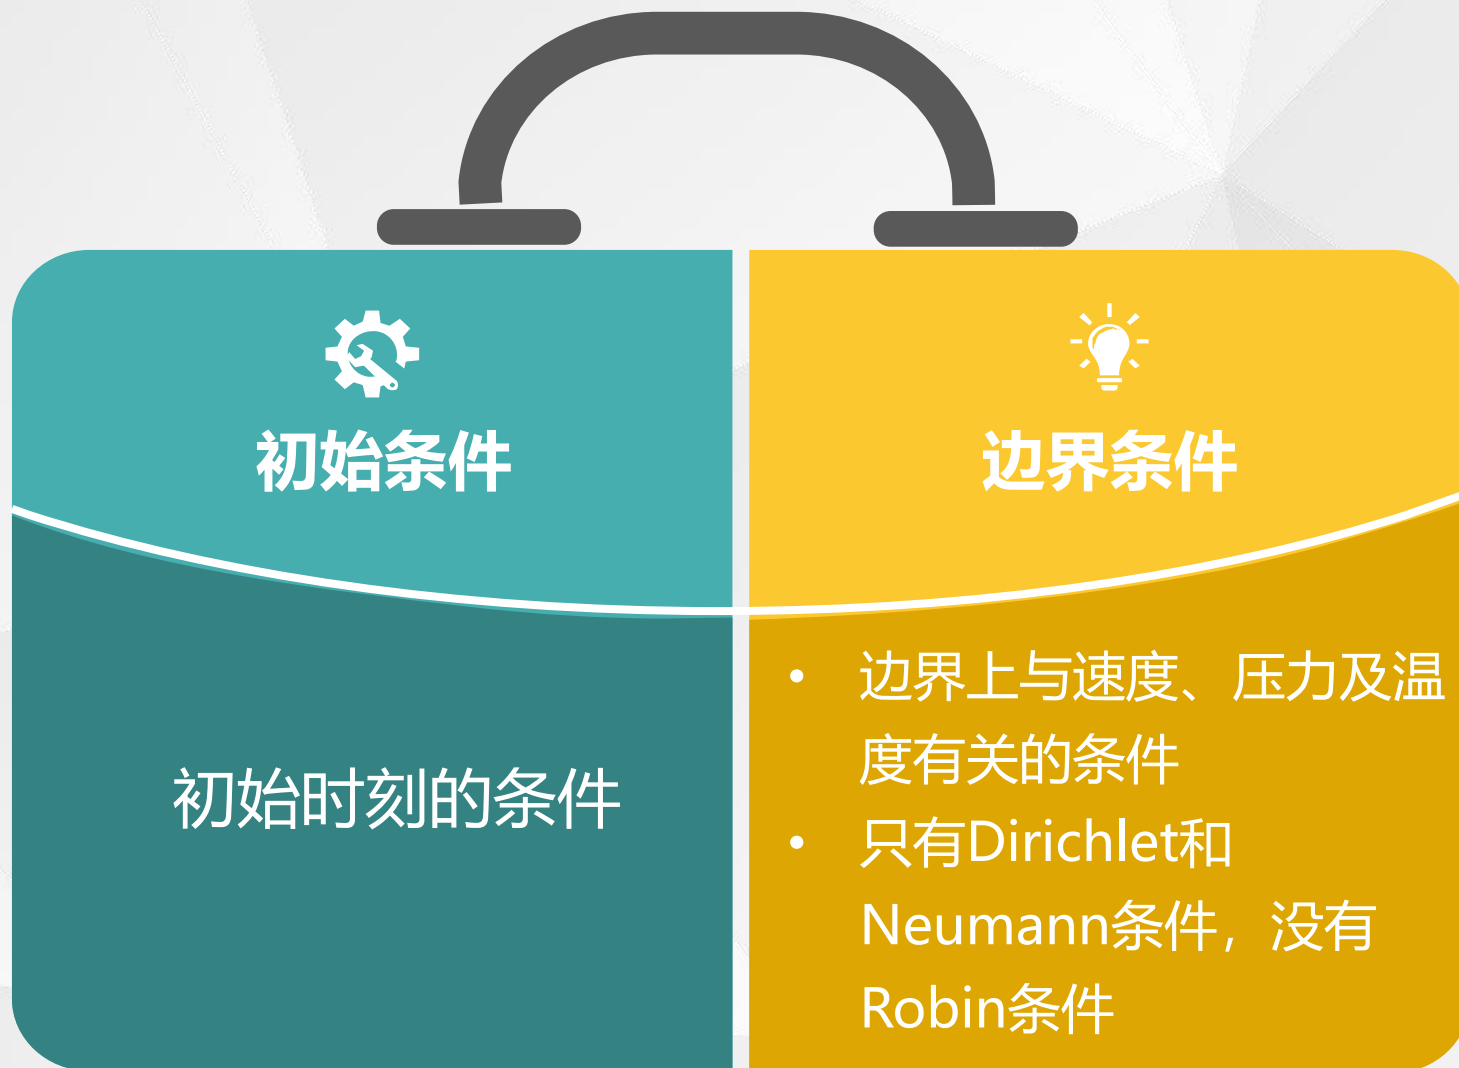 初始条件
初始时刻的条件
边界条件
• 边界上与速度、压力及温
度有关的条件
• 只有Dirichlet和
Neumann条件，没有
Robin条件